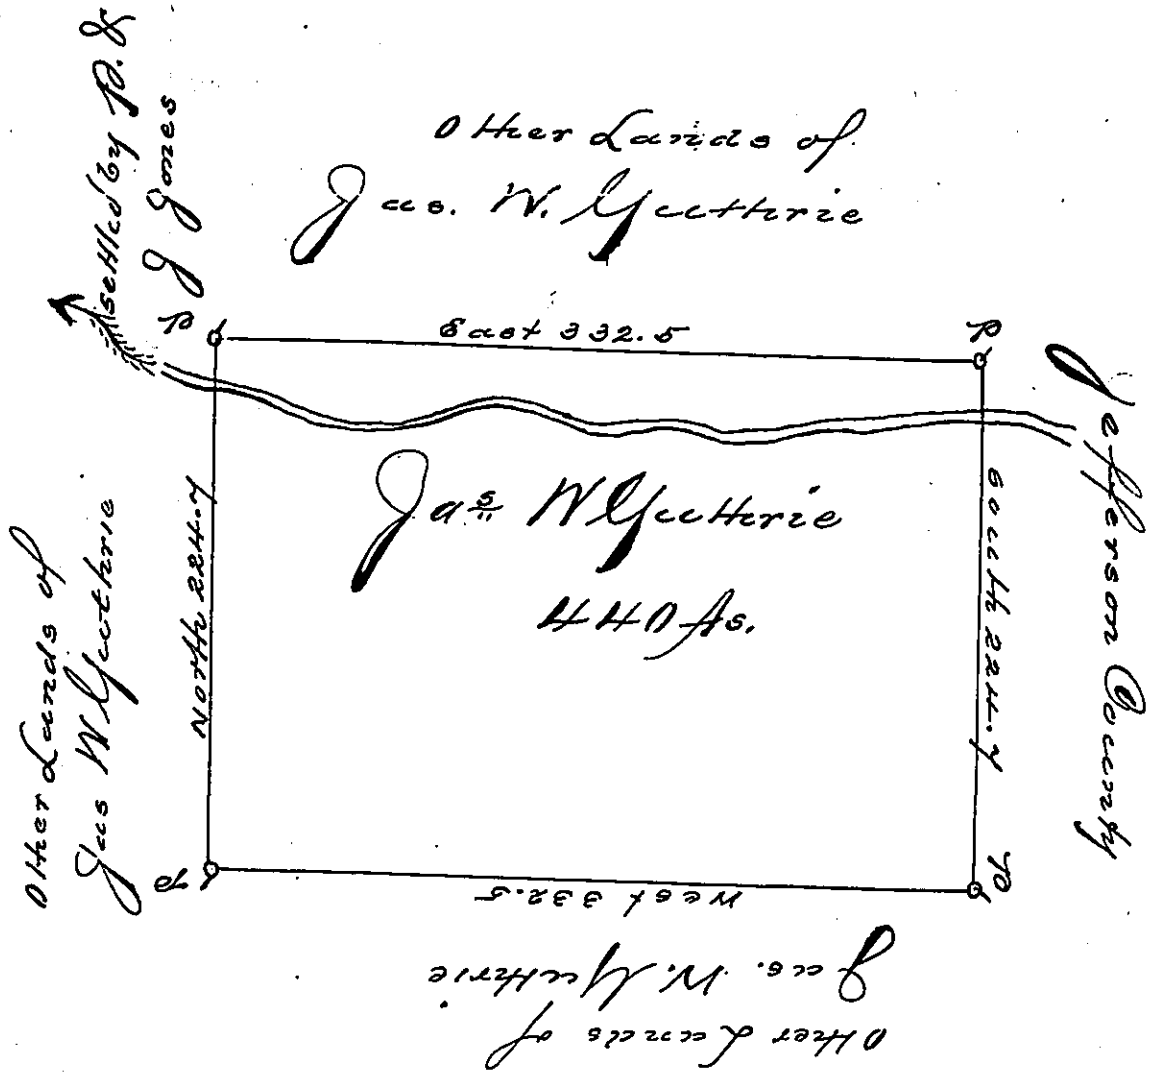 settled by P. &
J Jones
Other Lands of
Jas. W. Guthrie
P
East 332.5
P
Jefferson County
North 224.7
Jas W Guthrie
440 As.
South 224.7
Other Lands of
Jas W Guthrie
P
West 332.5
P
Other Lands of
Jas. W. Guthrie